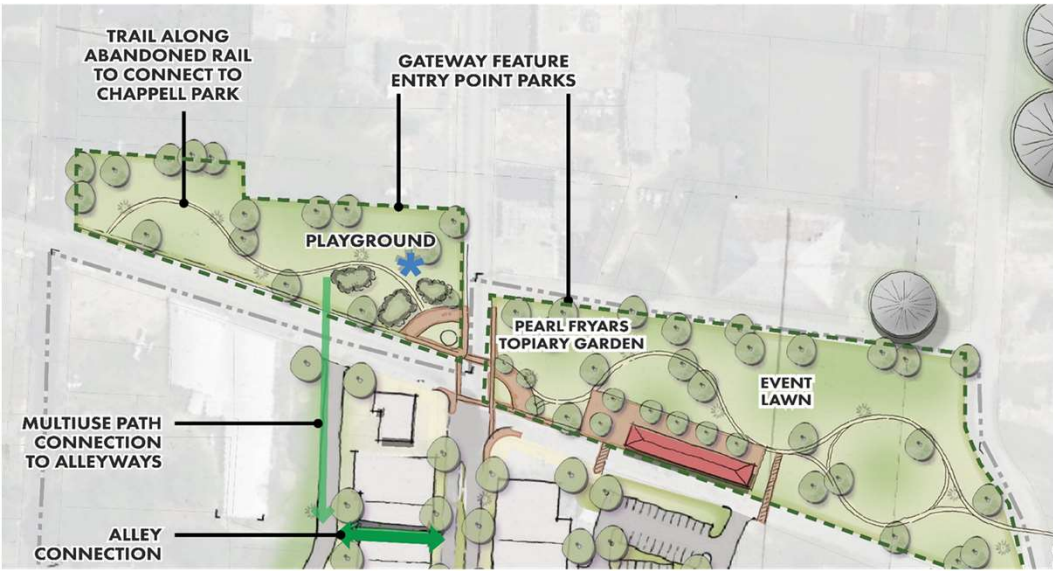 TRAIL ALONG
ABANDONED RAIL
TO CONNECT TO
CHAPPELL PARK
GATEWAY FEATURE
ENTRY POINT PARKS
PLAYGROUND
PEARL FRYARS
TOPIARY GARDEN
EVENT
LAWN
MULTIUSE PATH
CONNECTION
TO ALLEYWAYS
ALLEY
CONNECTION